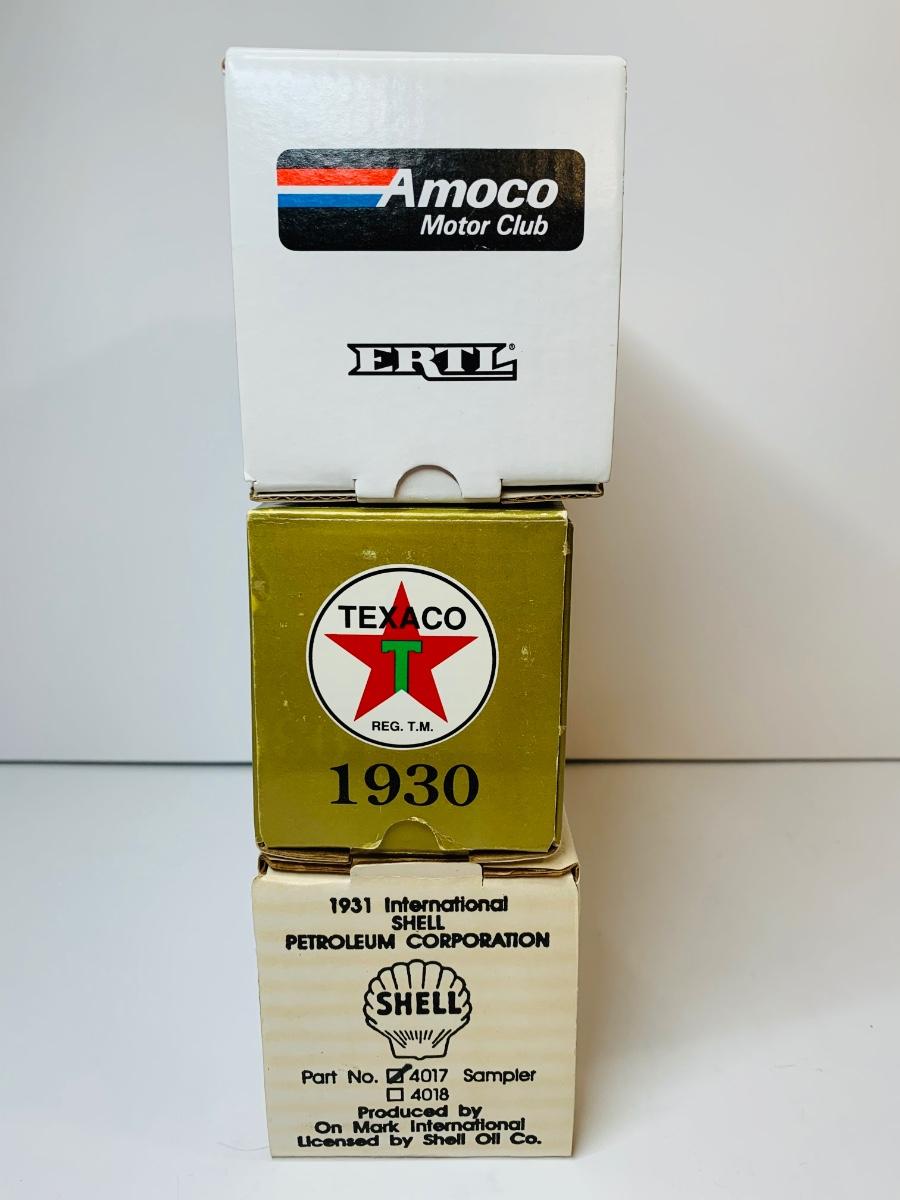 Amoco
Motor Club
ERTL®
TEXACO
T
REG. T.M.
1930
1931 International
SHELL
PETROLEUM CORPORATION
SHELL
Part No. ☑ 4017 Sampler
☐ 4018
Produced by
On Mark International
Licensed by Shell Oil Co.